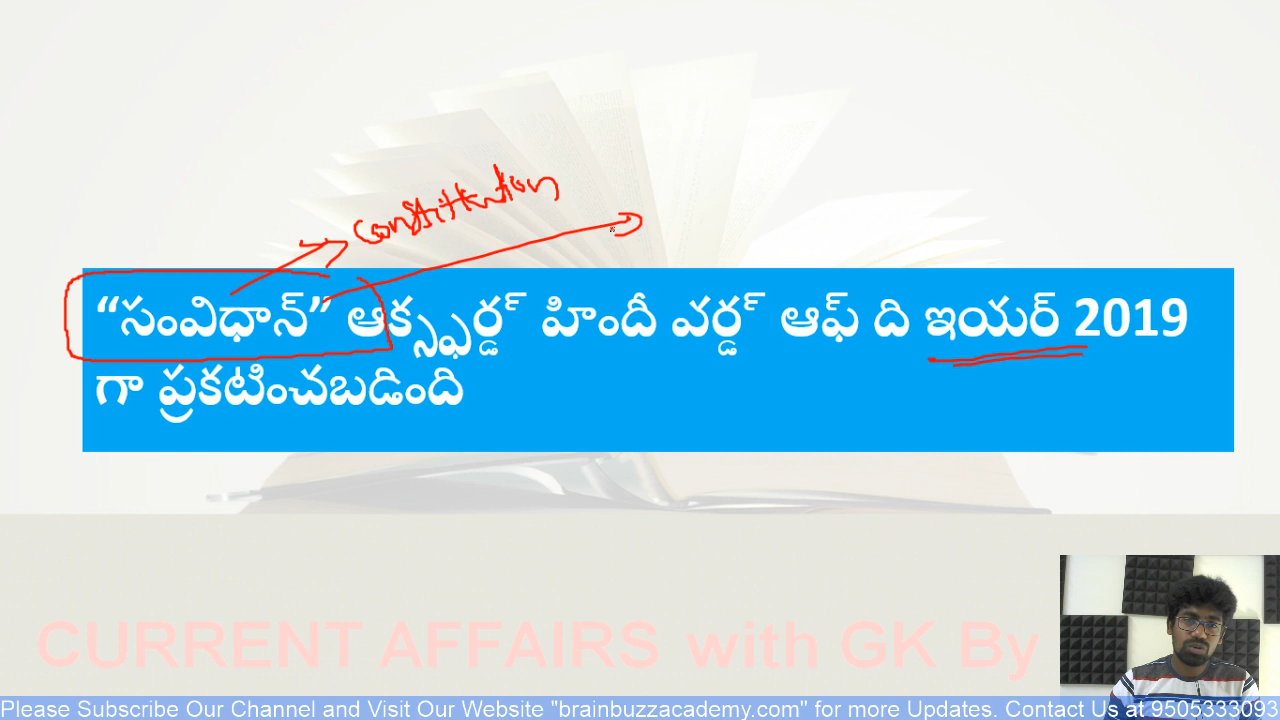 constitution
“సంవిధాన్” ఆక్స్ఫర్డ్ హిందీ వర్డ్ ఆఫ్ ది ఇయర్ 2019
గా ప్రకటించబడింది
CURRENT AFFAIRS with GK By
Please Subscribe Our Channel and Visit Our Website "brainbuzzacademy.com" for more Updates. Contact Us at 9505333093